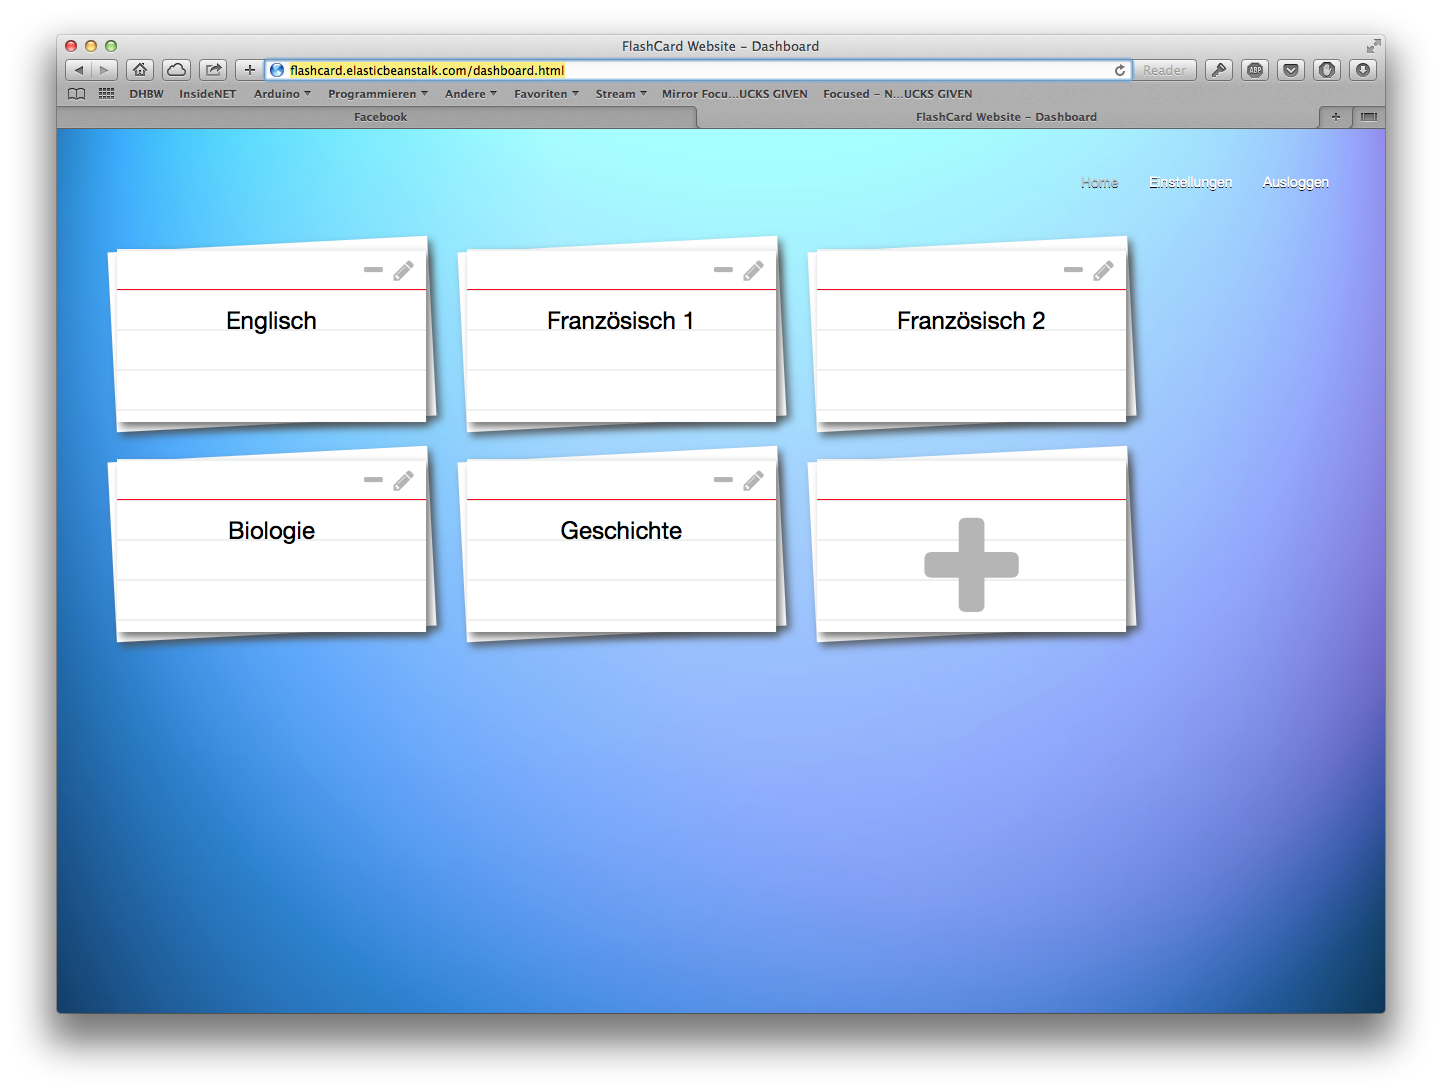 FlashCard Website – Dashboard
flashcard.elasticbeanstalk.com/dashboard.html
Reader
ABP
DHBW InsideNET Arduino Programmieren Andere Favoriten Stream Mirror Focu...UCKS GIVEN Focused – N...UCKS GIVEN
Facebook FlashCard Website – Dashboard
Home Einstellungen Ausloggen
Englisch Französisch 1 Französisch 2
Biologie Geschichte